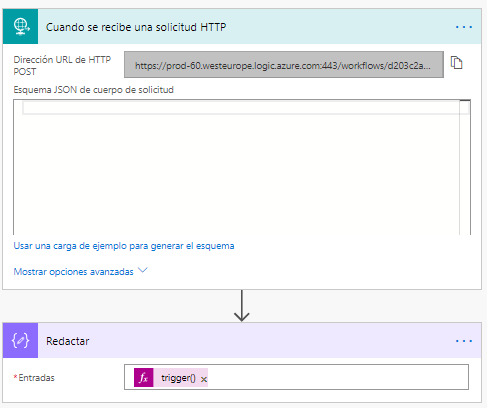 Cuando se recibe una solicitud HTTP
Dirección URL de HTTP POST
https://prod-60.westeurope.logic.azure.com:443/workflows/d203c2a...
Esquema JSON de cuerpo de solicitud
Usar una carga de ejemplo para generar el esquema
Mostrar opciones avanzadas
Redactar
*Entradas
fx trigger() x